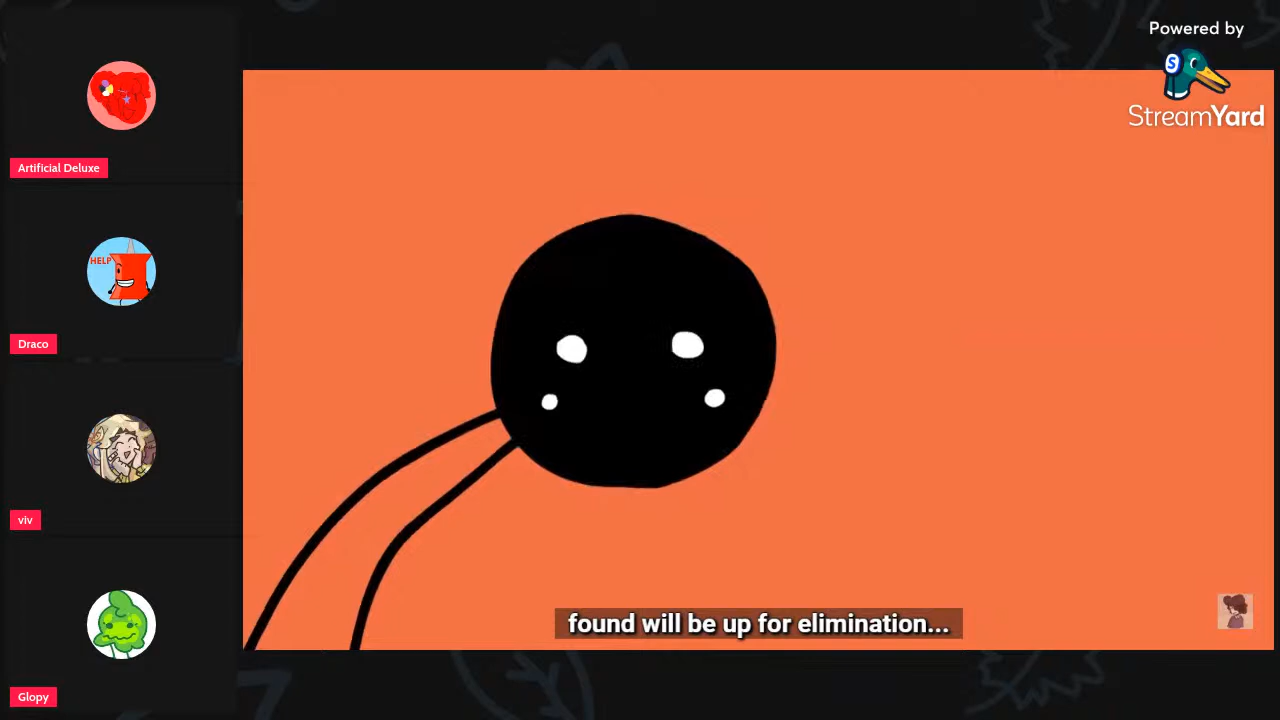 Powered by
S
StreamYard
Artificial Deluxe
HELP
Draco
viv
found will be up for elimination...
Glopy